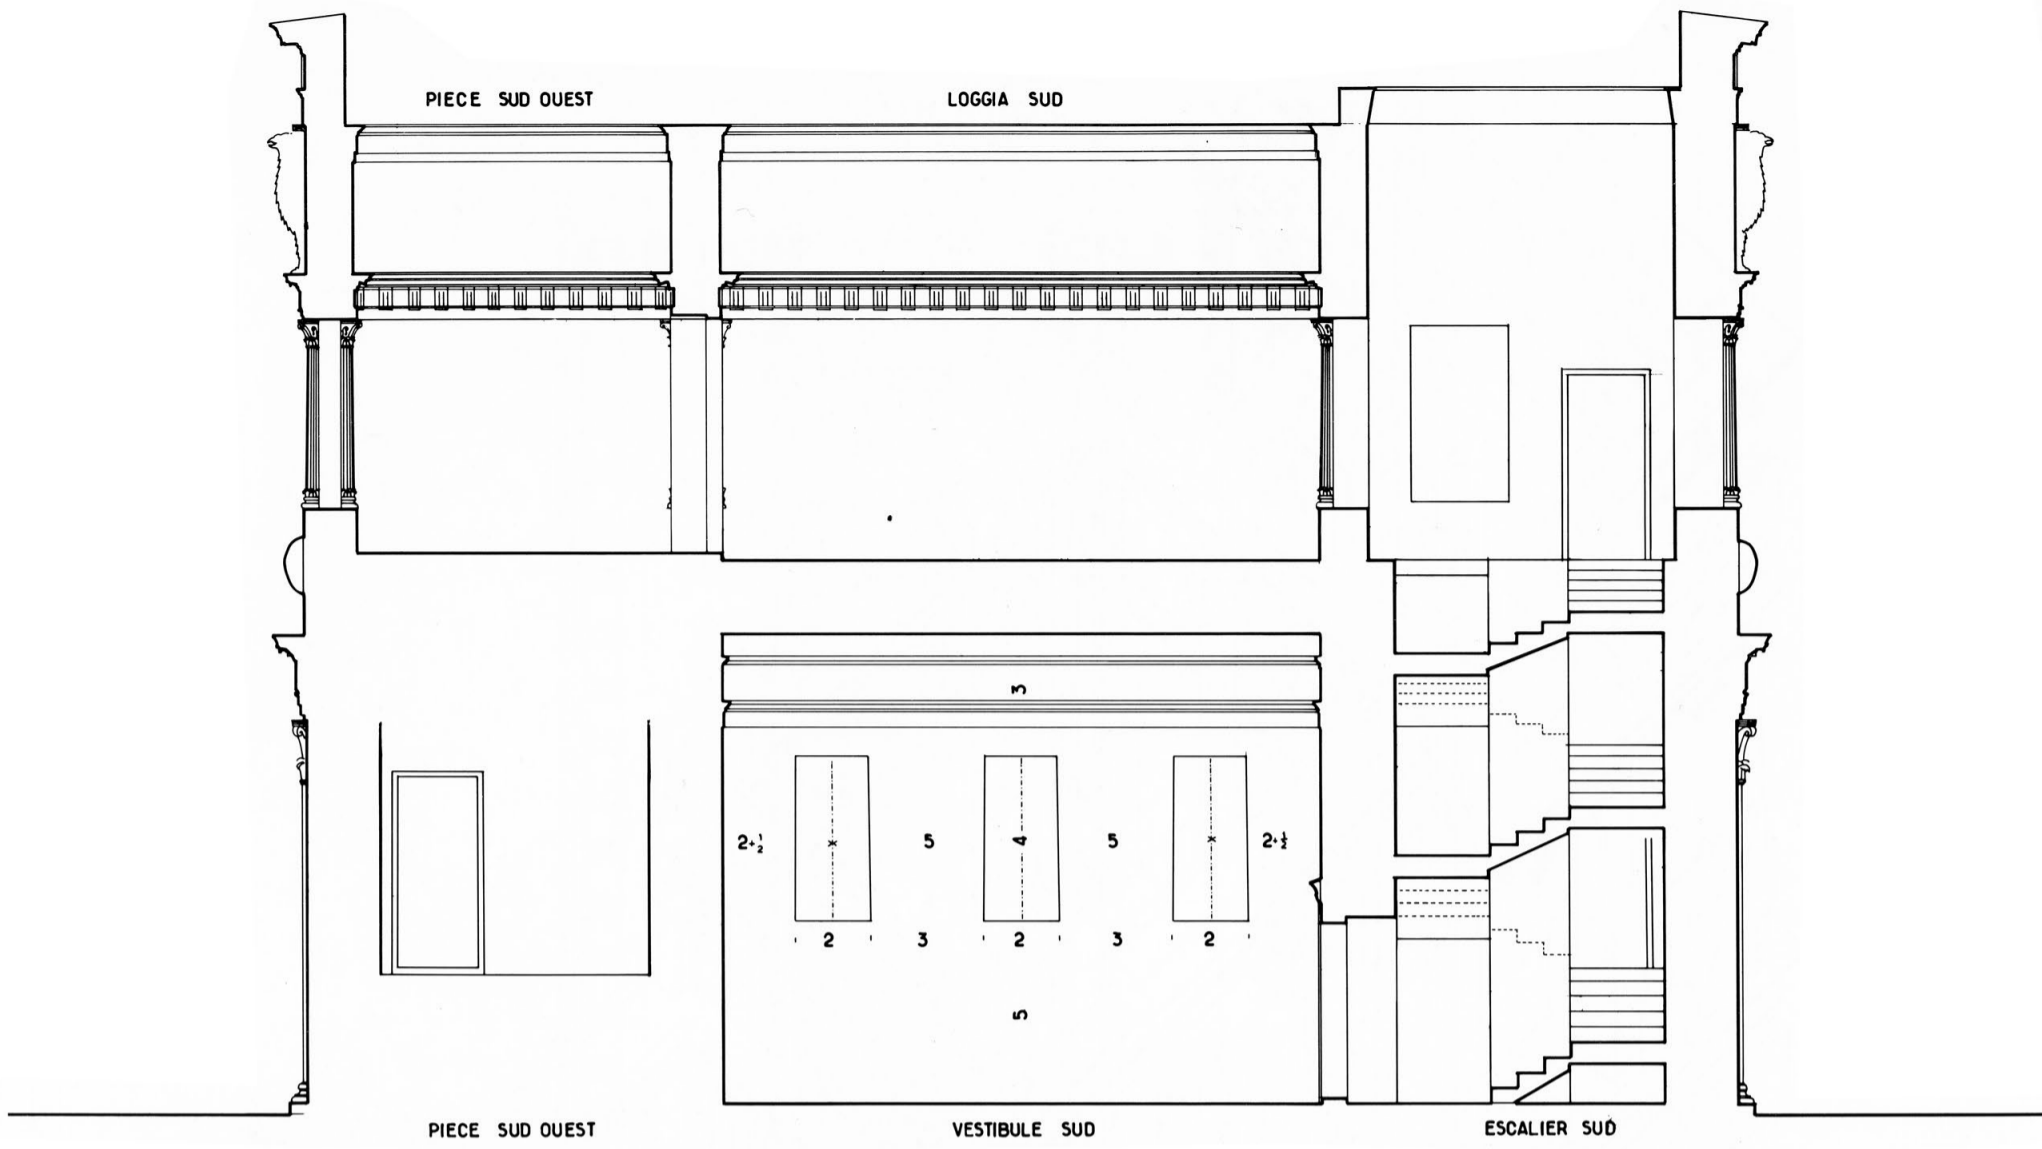 PIECE SUD OUEST
LOGGIA SUD
3
2+½ 5 4 5 2+½
2 3 2 3 2
5
PIECE SUD OUEST
VESTIBULE SUD
ESCALIER SUD